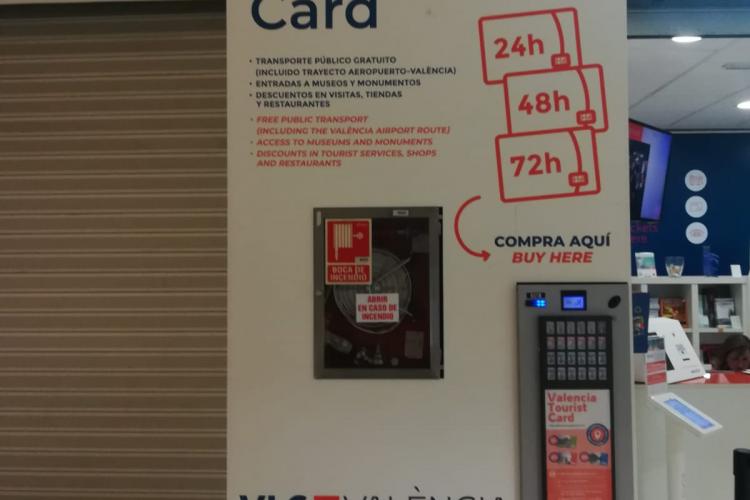 Card
• TRANSPORTE PÚBLICO GRATUITO
(INCLUIDO TRAYECTO AEROPUERTO-VALÈNCIA)
• ENTRADAS A MUSEOS Y MONUMENTOS
• DESCUENTOS EN VISITAS, TIENDAS
Y RESTAURANTES
• FREE PUBLIC TRANSPORT
(INCLUDING THE VALÈNCIA AIRPORT ROUTE)
• ACCESS TO MUSEUMS AND MONUMENTS
• DISCOUNTS IN TOURIST SERVICES, SHOPS
AND RESTAURANTS
24h
48h
72h
COMPRA AQUÍ
BUY HERE
BOCA DE
INCENDIO
ABRIR
EN CASO DE
INCENDIO
Valencia
Tourist
Card
VLC VALÈNCIA